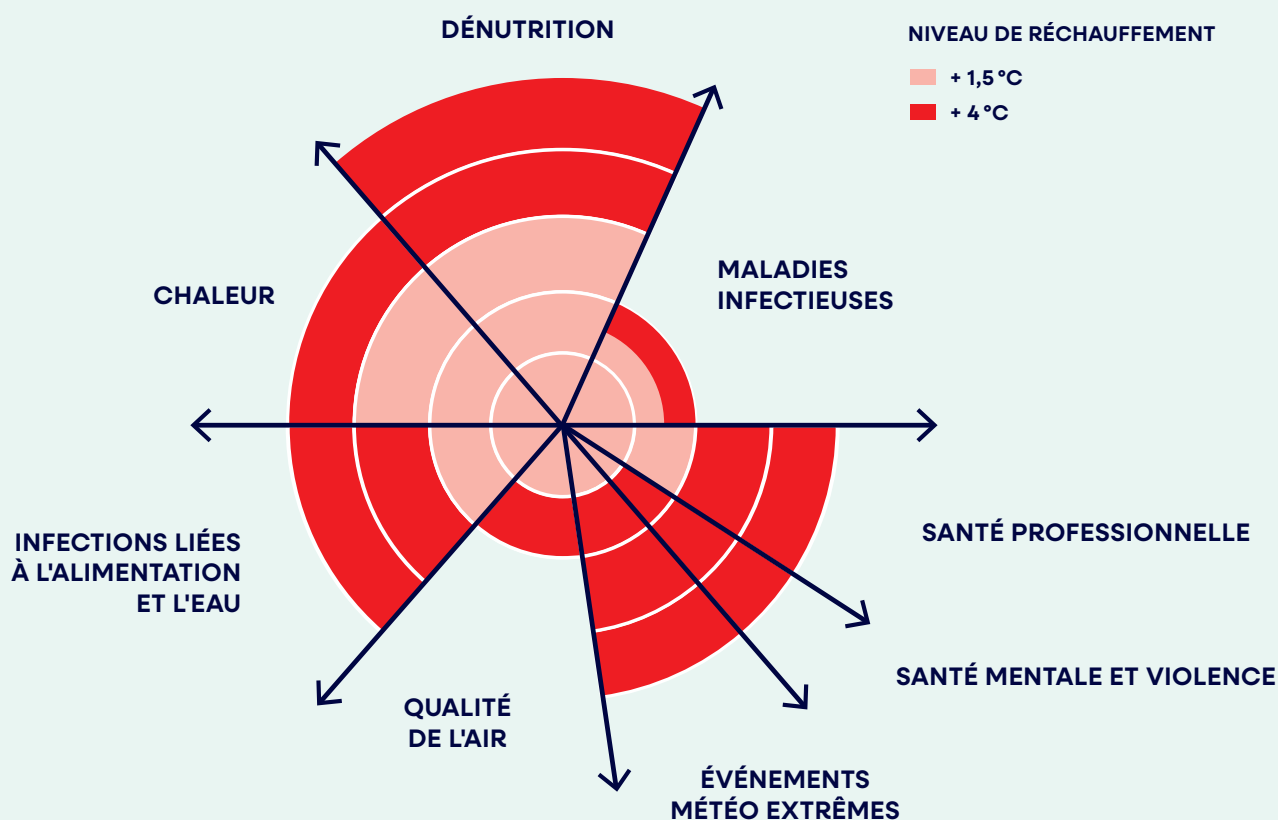 DÉNUTRITION
NIVEAU DE RÉCHAUFFEMENT
+ 1,5 °C
+ 4 °C
MALADIES
INFECTIEUSES
CHALEUR
SANTÉ PROFESSIONNELLE
INFECTIONS LIÉES
À L'ALIMENTATION
ET L'EAU
SANTÉ MENTALE ET VIOLENCE
QUALITÉ
DE L'AIR
ÉVÉNEMENTS
MÉTÉO EXTRÊMES